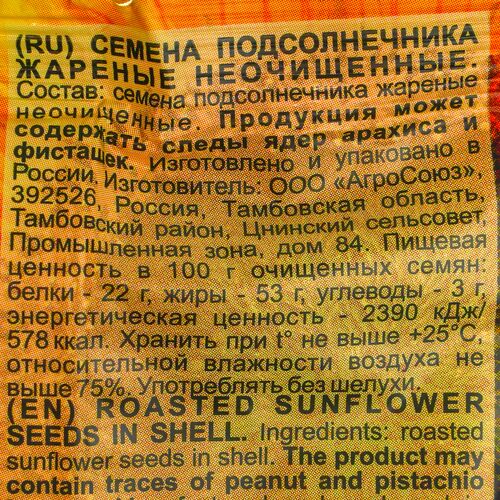 (RU) СЕМЕНА ПОДСОЛНЕЧНИКА
ЖАРЕНЫЕ НЕОЧИЩЕННЫЕ.
Состав: семена подсолнечника жареные
неочищенные. Продукция может
содержать следы ядер арахиса и
фисташек. Изготовлено и упаковано в
России. Изготовитель: ООО «АгроСоюз»,
392526, Россия, Тамбовская область,
Тамбовский район, Цнинский сельсовет,
Промышленная зона, дом 84. Пищевая
ценность в 100 г очищенных семян:
белки - 22 г, жиры - 53 г, углеводы - 3 г,
энергетическая ценность - 2390 кДж/
578 ккал. Хранить при t° не выше +25°С,
относительной влажности воздуха не
выше 75%. Употреблять без шелухи.
(EN) ROASTED SUNFLOWER
SEEDS IN SHELL. Ingredients: roasted
sunflower seeds in shell. The product may
contain traces of peanut and pistachio